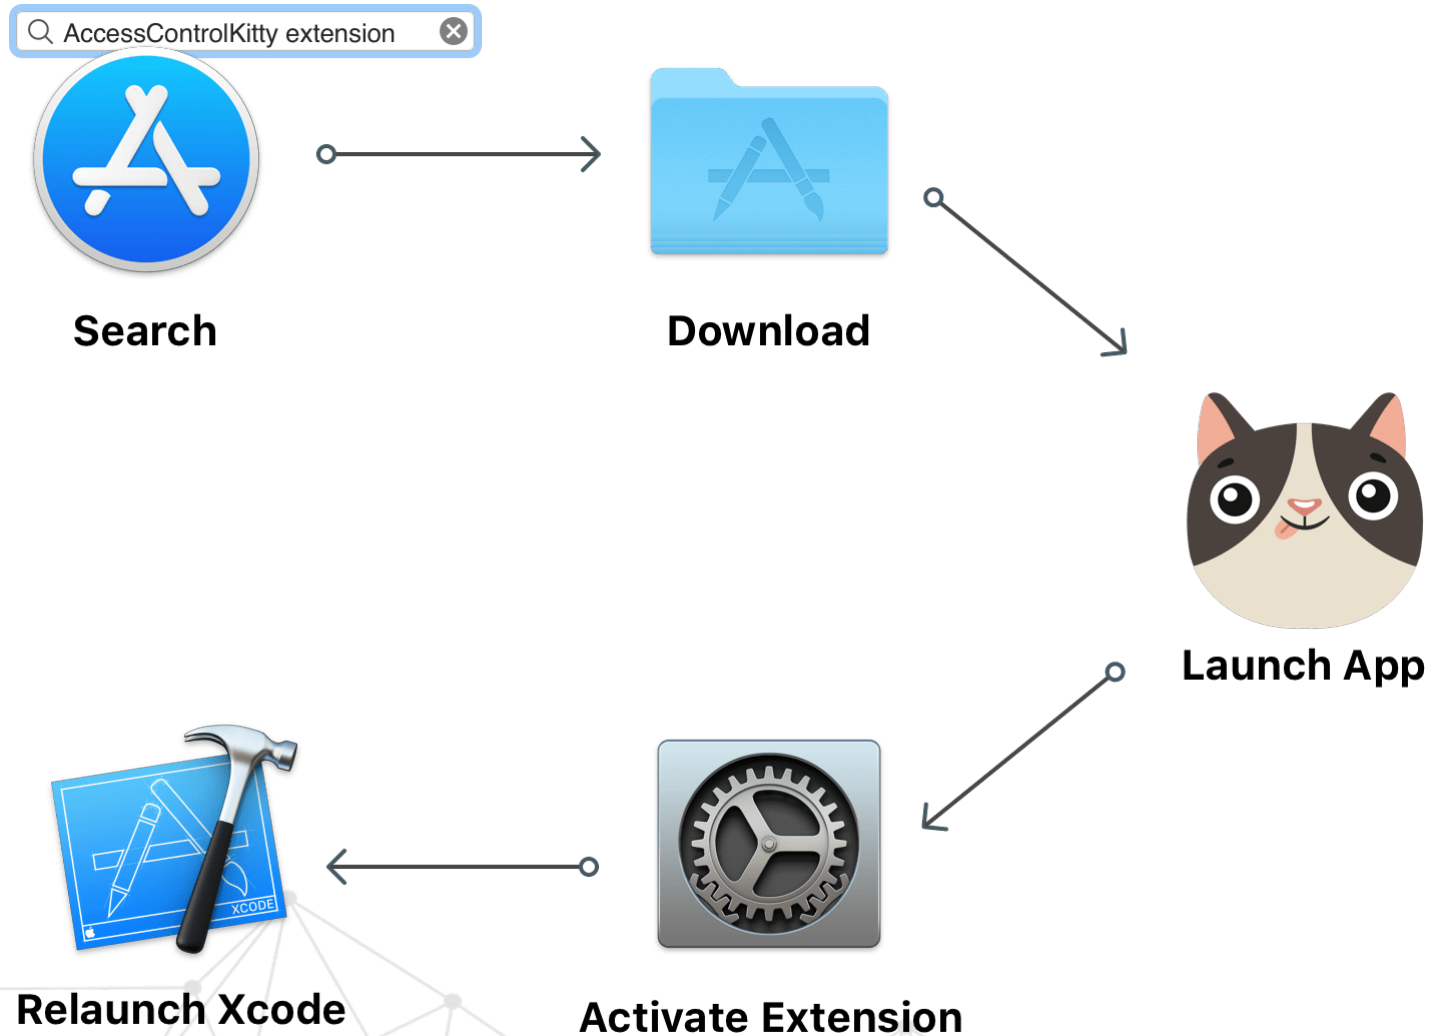 AccessControlKitty extension
Search
Download
Launch App
XCODE
Relaunch Xcode
Activate Extension